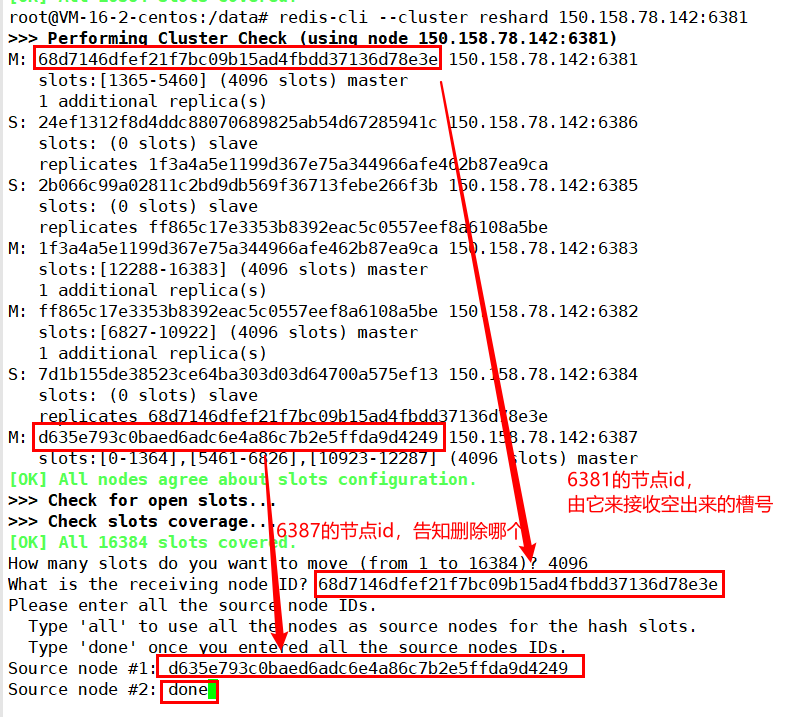 [OK] All 16384 slots covered.
root@VM-16-2-centos:/data# redis-cli --cluster reshard 150.158.78.142:6381
>>> Performing Cluster Check (using node 150.158.78.142:6381)
M: 68d7146dfef21f7bc09b15ad4fbdd37136d78e3e 150.158.78.142:6381
   slots:[1365-5460] (4096 slots) master
   1 additional replica(s)
S: 24ef1312f8d4ddc88070689825ab54d67285941c 150.158.78.142:6386
   slots: (0 slots) slave
   replicates 1f3a4a5e1199d367e75a344966afe462b87ea9ca
S: 2b066c99a02811c2bd9db569f36713febe266f3b 150.158.78.142:6385
   slots: (0 slots) slave
   replicates ff865c17e3353b8392eac5c0557eef8a6108a5be
M: 1f3a4a5e1199d367e75a344966afe462b87ea9ca 150.158.78.142:6383
   slots:[12288-16383] (4096 slots) master
   1 additional replica(s)
M: ff865c17e3353b8392eac5c0557eef8a6108a5be 150.158.78.142:6382
   slots:[6827-10922] (4096 slots) master
   1 additional replica(s)
S: 7d1b155de38523ce64ba303d03d64700a575ef13 150.158.78.142:6384
   slots: (0 slots) slave
   replicates 68d7146dfef21f7bc09b15ad4fbdd37136d78e3e
M: d635e793c0baed6adc6e4a86c7b2e5ffda9d4249 150.158.78.142:6387
   slots:[0-1364],[5461-6826],[10923-12287] (4096 slots) master
[OK] All nodes agree about slots configuration.
6381的节点id，
>>> Check for open slots...
由它来接收空出来的槽号
>>> Check slots coverage...
6387的节点id，告知删除哪个
[OK] All 16384 slots covered.
How many slots do you want to move (from 1 to 16384)? 4096
What is the receiving node ID? 68d7146dfef21f7bc09b15ad4fbdd37136d78e3e
Please enter all the source node IDs.
  Type 'all' to use all the nodes as source nodes for the hash slots.
  Type 'done' once you entered all the source nodes IDs.
Source node #1: d635e793c0baed6adc6e4a86c7b2e5ffda9d4249
Source node #2: done